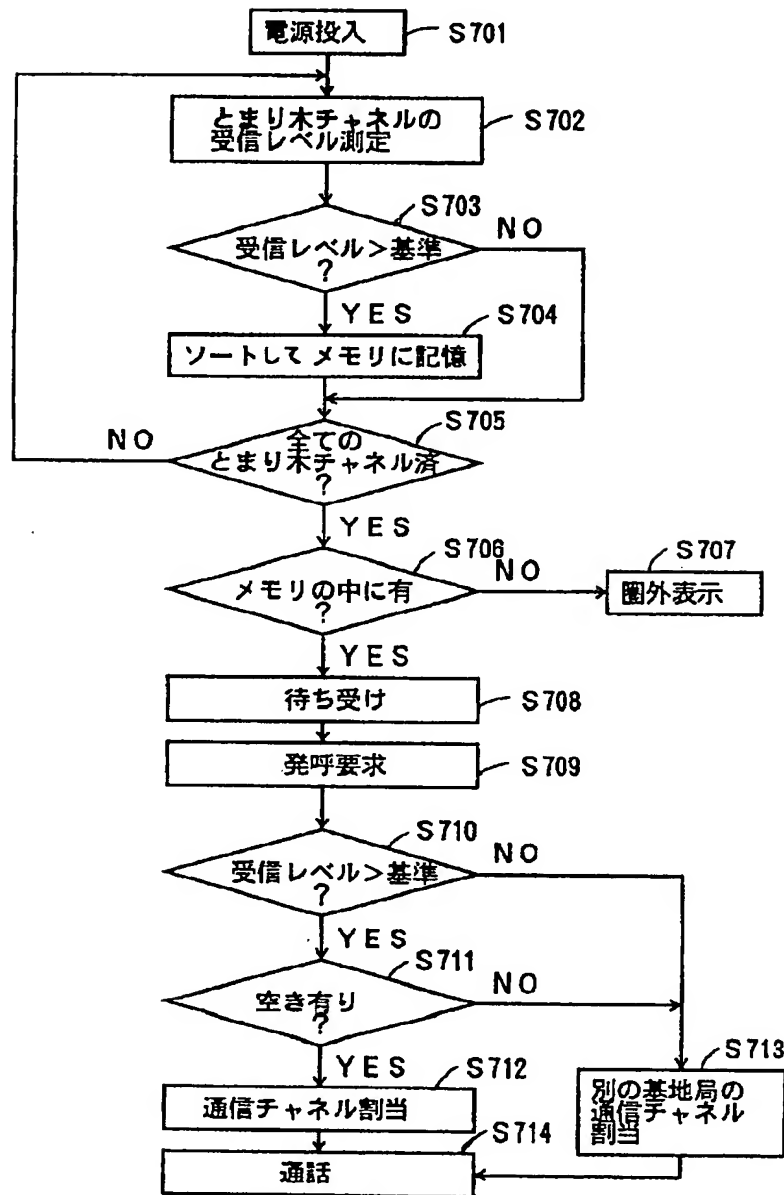 電源投入
S701
とまり木チャネルの
受信レベル測定
S702
S703
受信レベル>基準
?
NO
YES
S704
ソートして メモリに記憶
S705
全ての
とまり木チャネル済
?
NO
YES
S706
メモリの中に有
?
NO
S707
圏外表示
YES
待ち受け
S708
発呼要求
S709
S710
受信レベル>基準
?
NO
YES
S711
空き有り
?
NO
YES
S712
通信チャネル割当
S713
別の基地局の
通信チャネル
割当
S714
通話